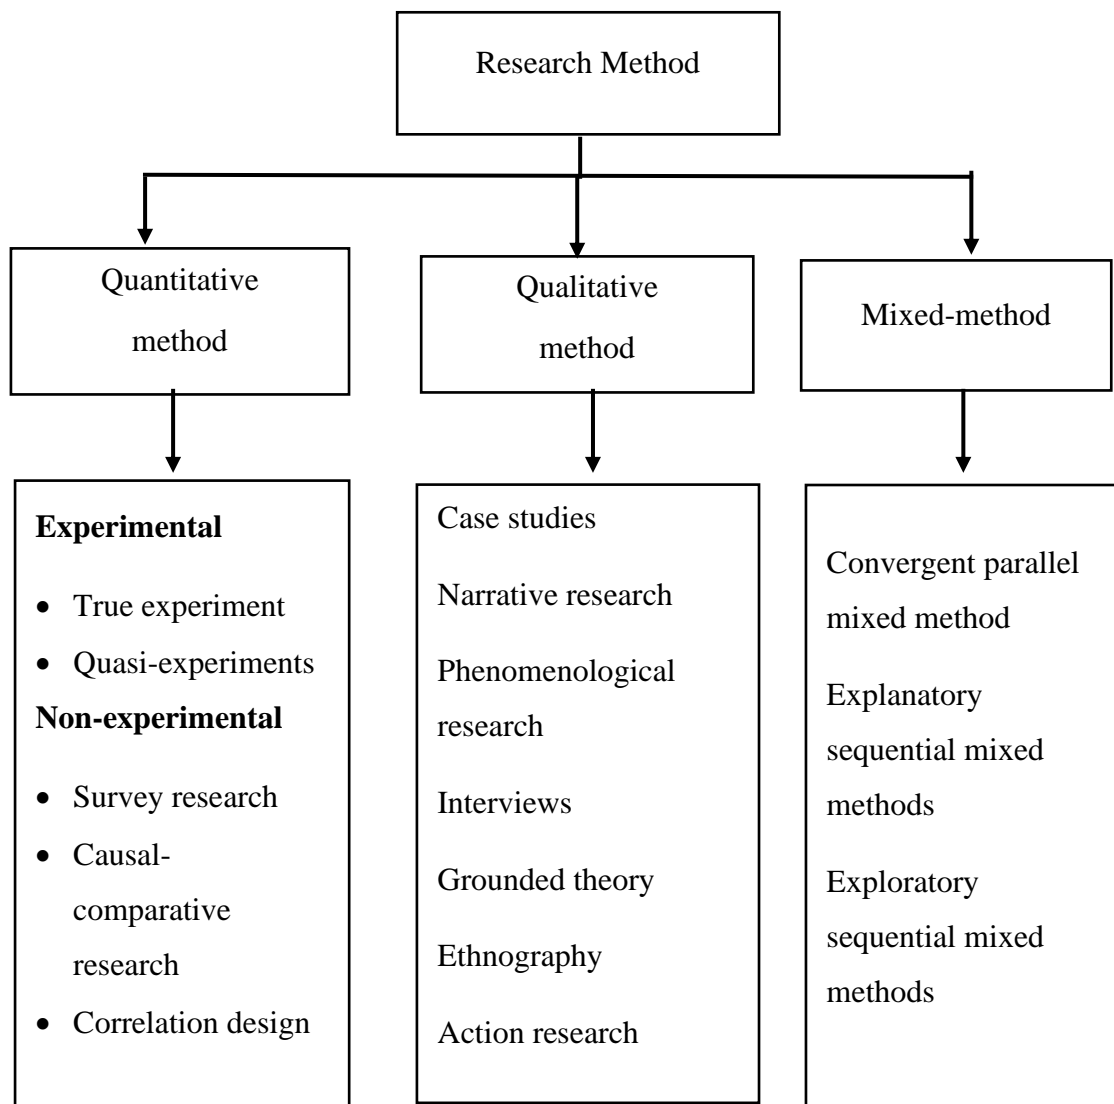 Research Method
Quantitative
method
Qualitative
method
Mixed-method
Experimental
• True experiment
• Quasi-experiments
Non-experimental
• Survey research
• Causal-
comparative
research
• Correlation design
Case studies
Narrative research
Phenomenological
research
Interviews
Grounded theory
Ethnography
Action research
Convergent parallel
mixed method
Explanatory
sequential mixed
methods
Exploratory
sequential mixed
methods